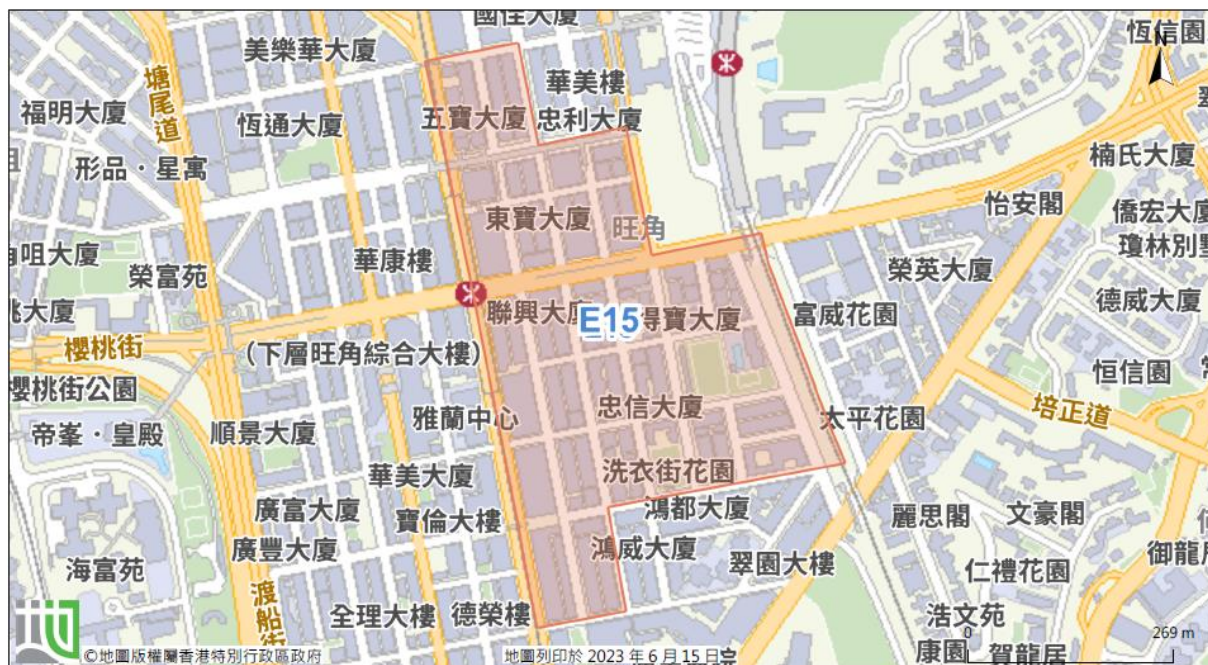 國佳大廈
美樂華大廈
恆信園
N
塘尾道
華美樓
福明大廈
恆通大廈
五寶大廈
忠利大廈
楠氏大廈
形品．星寓
怡安閣
東寶大廈
旺角
僑宏大廈
瓊林別墅
角咀大廈
榮富苑
華康樓
榮英大廈
德威大廈
聯興大廈
E15
得寶大廈
富威花園
櫻桃街
(下層旺角綜合大樓)
櫻桃街公園
恒信園
帝峯．皇殿
順景大廈
雅蘭中心
忠信大廈
太平花園
培正道
華美大廈
洗衣街花園
廣富大廈
寶倫大樓
鴻都大廈
麗思閣
文豪閣
廣豐大廈
鴻威大廈
翠園大樓
御龍居
海富苑
仁禮花園
渡船街
全理大樓
德榮樓
浩文苑
0
269 m
©地圖版權屬香港特別行政區政府
地圖列印於 2023 年 6 月 15 日
康園
賀龍居